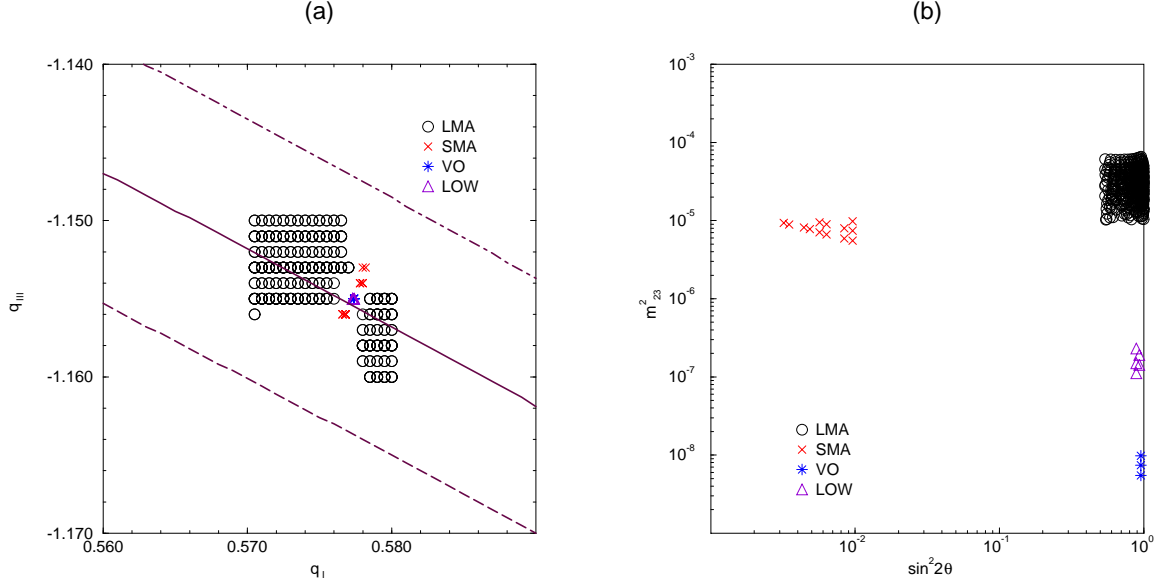 (a)
-1.140
-1.150
-1.160
-1.170
q_III
0.560
0.570
0.580
q_I
LMA
SMA
VO
LOW
(b)
10^-3
10^-4
10^-5
10^-6
10^-7
10^-8
m^2_23
10^-2
10^-1
10^0
sin^2 2θ
LMA
SMA
VO
LOW